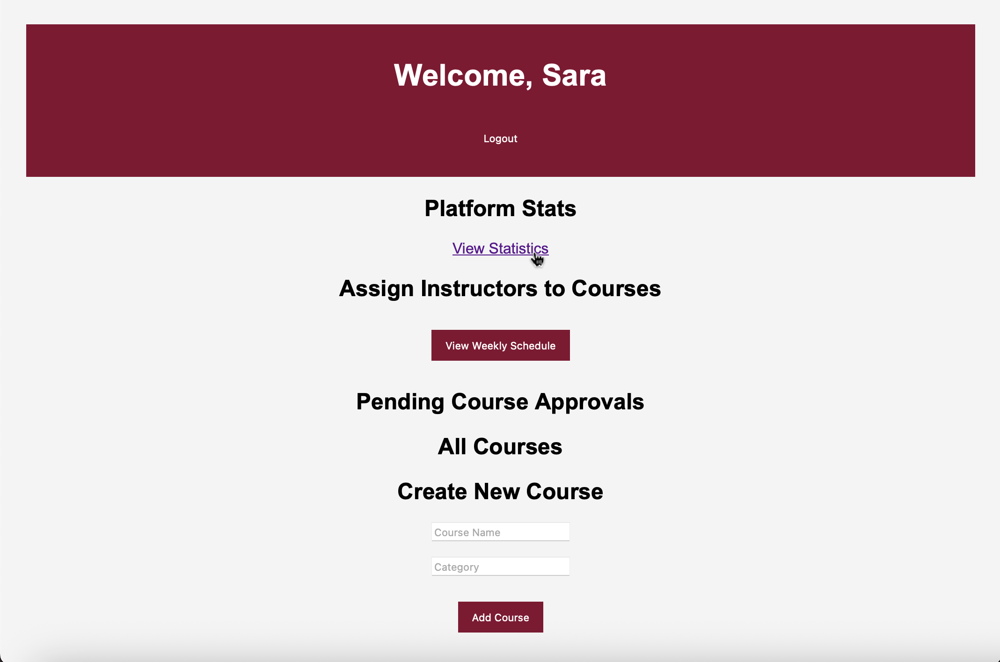 Welcome, Sara
Logout
Platform Stats
View Statistics
Assign Instructors to Courses
View Weekly Schedule
Pending Course Approvals
All Courses
Create New Course
Course Name
Category
Add Course